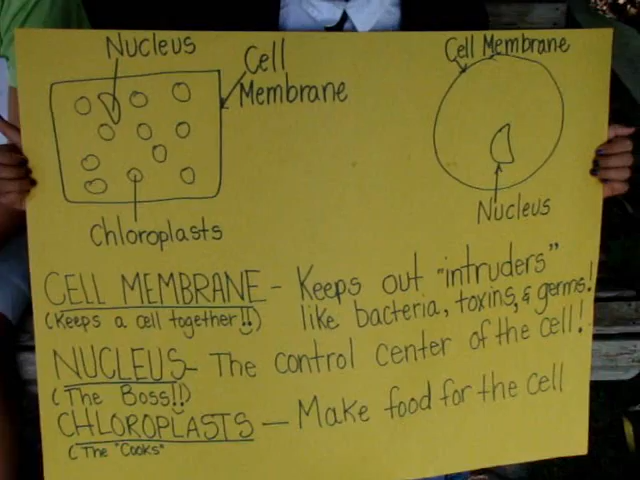 Nucleus
Cell
Membrane
Chloroplasts
Cell Membrane
Nucleus
CELL MEMBRANE - Keeps out "intruders"
(Keeps a cell together!!) like bacteria, toxins, & germs!
NUCLEUS- The control center of the cell!
(The Boss!!)
CHLOROPLASTS - Make food for the cell
(The "Cooks"